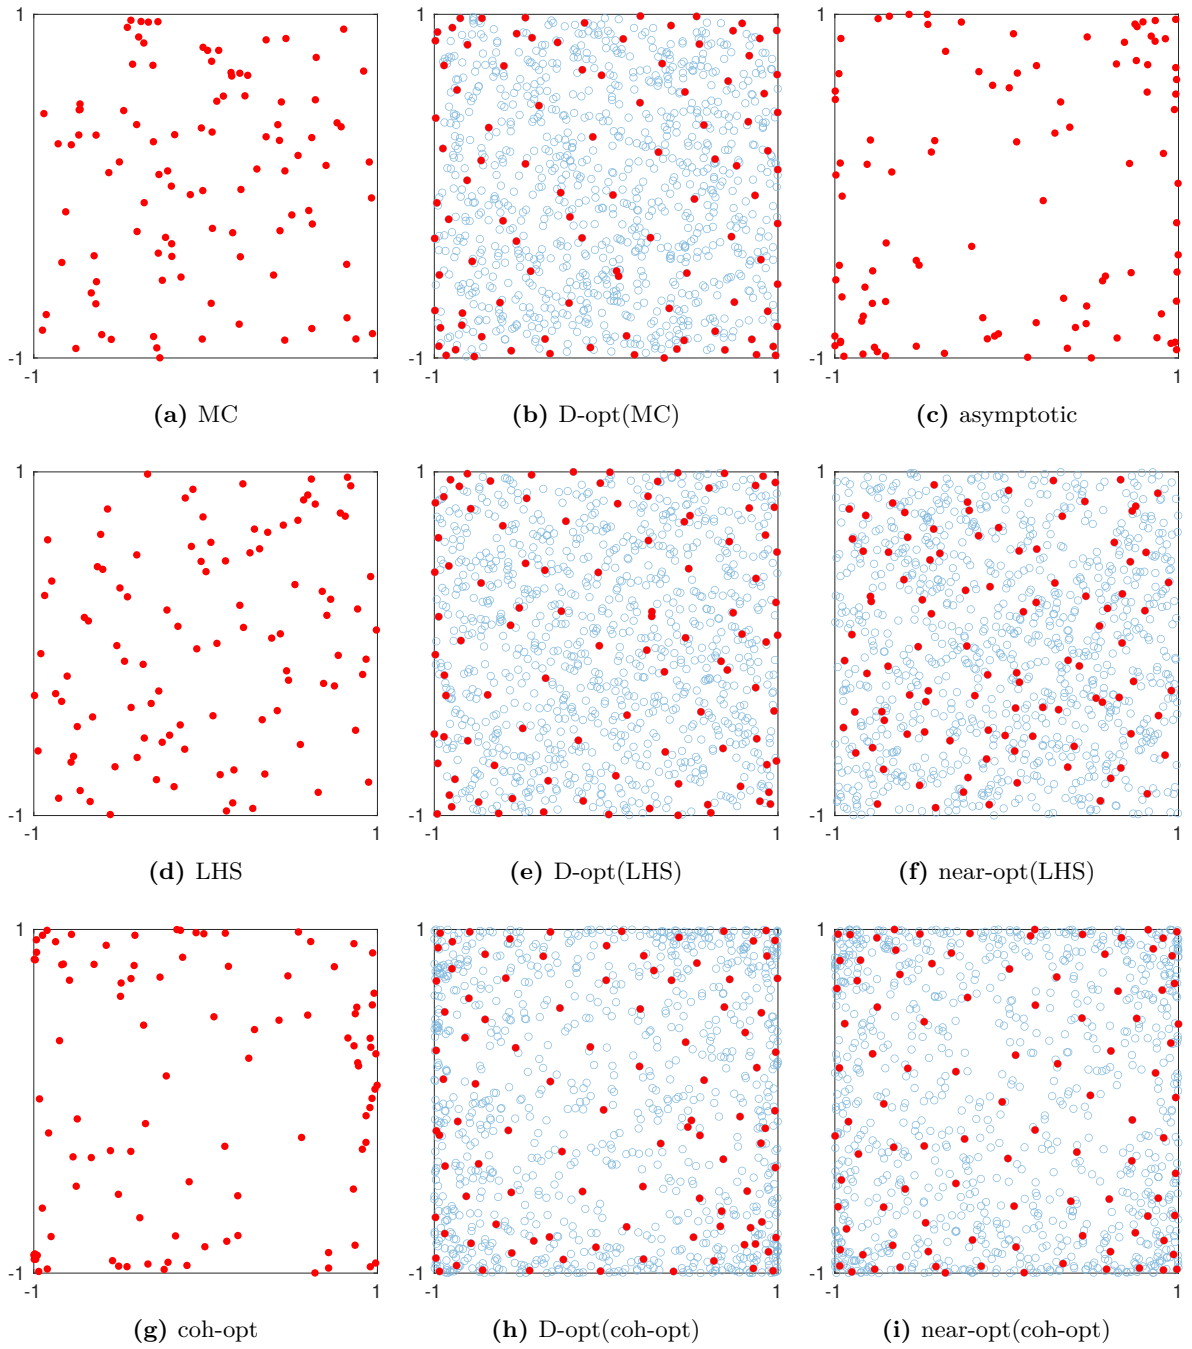 1 1 1
-1 -1 -1
-1 1 -1 1 -1 1
(a) MC (b) D-opt(MC) (c) asymptotic
1 1 1
-1 -1 -1
-1 1 -1 1 -1 1
(d) LHS (e) D-opt(LHS) (f) near-opt(LHS)
1 1 1
-1 -1 -1
-1 1 -1 1 -1 1
(g) coh-opt (h) D-opt(coh-opt) (i) near-opt(coh-opt)